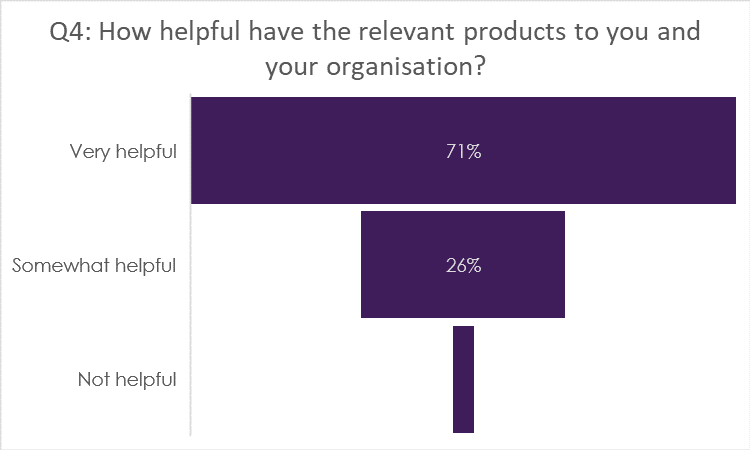 Q4: How helpful have the relevant products to you and
your organisation?
Very helpful
71%
Somewhat helpful
26%
Not helpful